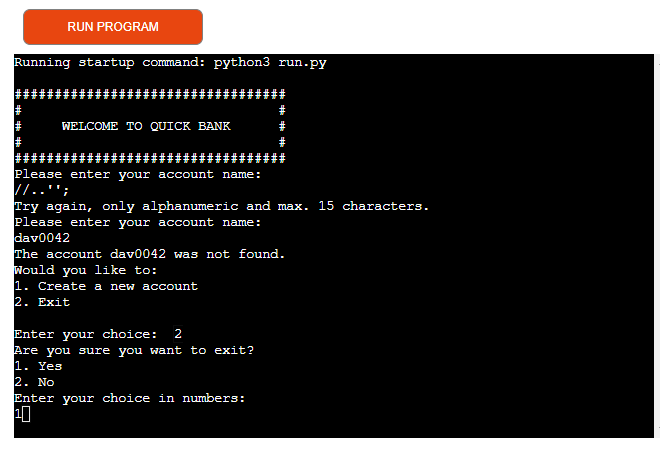 RUN PROGRAM
Running startup command: python3 run.py
##################################
#                                #
#     WELCOME TO QUICK BANK      #
#                                #
##################################
Please enter your account name:
//..'';
Try again, only alphanumeric and max. 15 characters.
Please enter your account name:
dav0042
The account dav0042 was not found.
Would you like to:
1. Create a new account
2. Exit
Enter your choice:  2
Are you sure you want to exit?
1. Yes
2. No
Enter your choice in numbers:
1